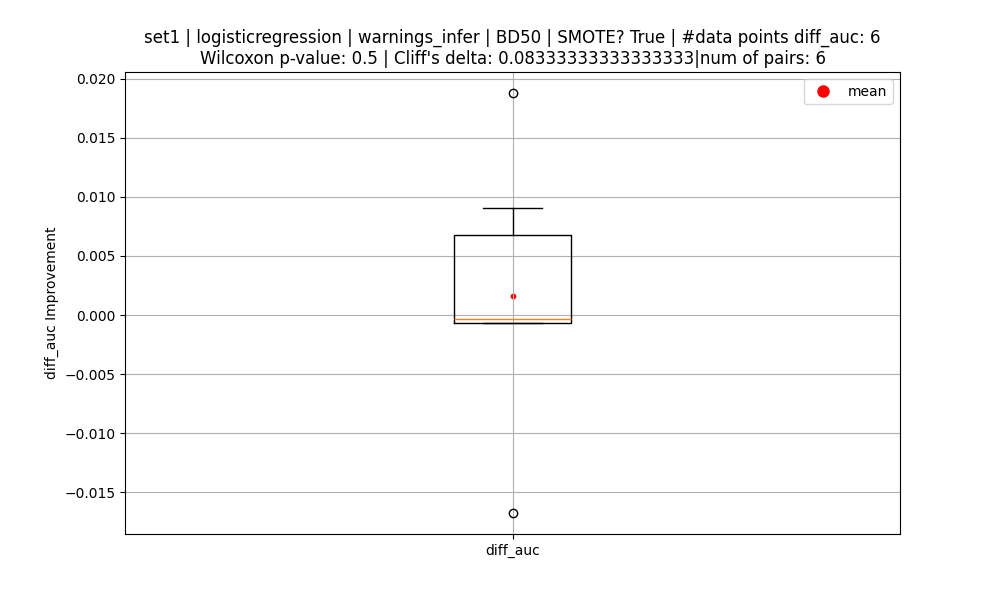 set1 | logisticregression | warnings_infer | BD50 | SMOTE? True | #data points diff_auc: 6
Wilcoxon p-value: 0.5 | Cliff's delta: 0.08333333333333333|num of pairs: 6
mean
0.020
0.015
0.010
0.005
0.000
−0.005
−0.010
−0.015
diff_auc Improvement
diff_auc